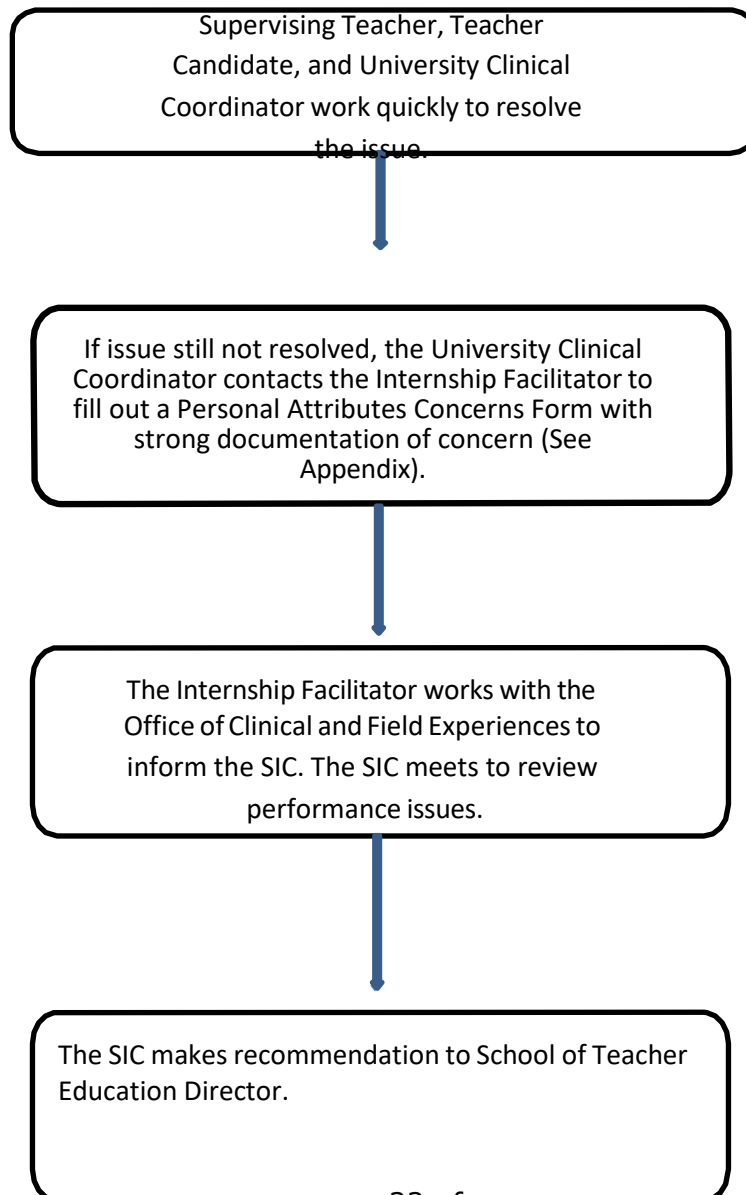 Supervising Teacher, Teacher
Candidate, and University Clinical
Coordinator work quickly to resolve
the issue.
If issue still not resolved, the University Clinical
Coordinator contacts the Internship Facilitator to
fill out a Personal Attributes Concerns Form with
strong documentation of concern (See
Appendix).
The Internship Facilitator works with the
Office of Clinical and Field Experiences to
inform the SIC. The SIC meets to review
performance issues.
The SIC makes recommendation to School of Teacher
Education Director.